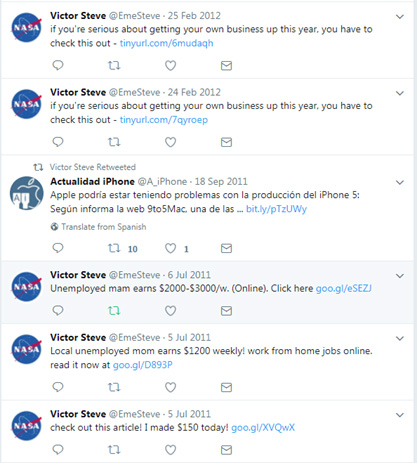 NASA Victor Steve @EmeSteve · 25 Feb 2012
if you're serious about getting your own business up this year, you have to
check this out - tinyurl.com/6mudaqh
NASA Victor Steve @EmeSteve · 24 Feb 2012
if you're serious about getting your own business up this year, you have to
check this out - tinyurl.com/7qyroep
Victor Steve Retweeted
Actualidad iPhone @A_iPhone · 18 Sep 2011
AI
Apple podría estar teniendo problemas con la producción del iPhone 5:
Según informa la web 9to5Mac. una de las ... bit.ly/pTzUWy
Translate from Spanish
10 1
NASA Victor Steve @EmeSteve · 6 Jul 2011
Unemployed mam earns $2000-$3000/w. (Online). Click here goo.gl/eSEZJ
NASA Victor Steve @EmeSteve · 5 Jul 2011
Local unemployed mom earns $1200 weekly! work from home jobs online.
read it now at goo.gl/D893P
NASA Victor Steve @EmeSteve · 5 Jul 2011
check out this article! I made $150 today! goo.gl/XVQwX